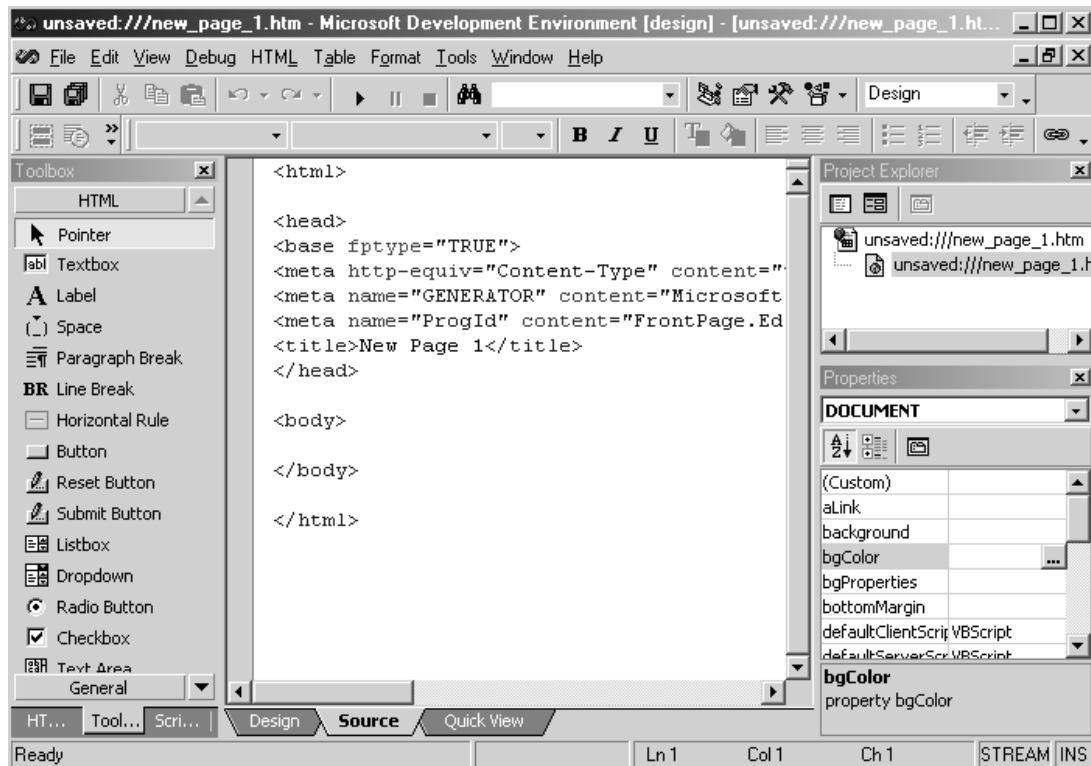 unsaved:///new_page_1.htm - Microsoft Development Environment [design] - [unsaved:///new_page_1.ht...
File Edit View Debug HTML Table Format Tools Window Help
Design
B I U
Toolbox
HTML
Pointer
Textbox
A Label
Space
Paragraph Break
BR Line Break
Horizontal Rule
Button
Reset Button
Submit Button
Listbox
Dropdown
Radio Button
Checkbox
Text Area
General
HT... Tool... Scri...
<html>
<head>
<base fptype="TRUE">
<meta http-equiv="Content-Type" content="
<meta name="GENERATOR" content="Microsoft
<meta name="ProgId" content="FrontPage.Ed
<title>New Page 1</title>
</head>
<body>
</body>
</html>
Design Source Quick View
Project Explorer
unsaved:///new_page_1.htm
unsaved:///new_page_1.h
Properties
DOCUMENT
(Custom)
aLink
background
bgColor ...
bgProperties
bottomMargin
defaultClientScrip VBScript
defaultServerScr VBScript
bgColor
property bgColor
Ready Ln 1 Col 1 Ch 1 STREAM INS